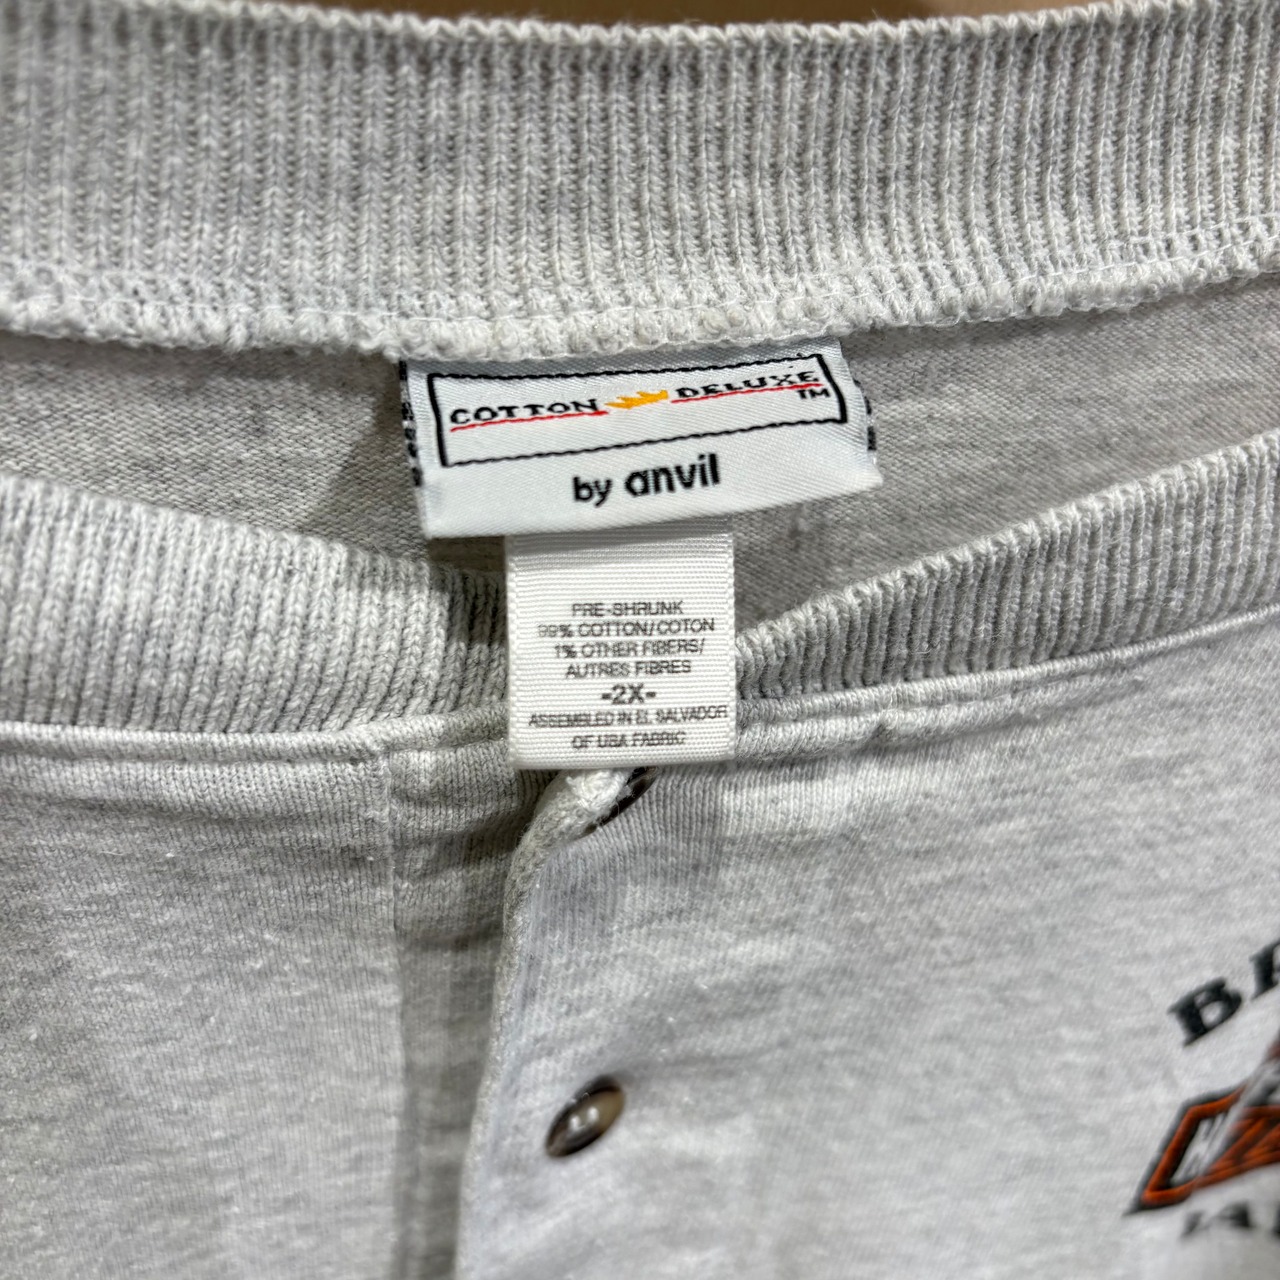 COTTON DELUXE
TM
by anvil
PRE-SHRUNK
99% COTTON/COTON
1% OTHER FIBERS/
AUTRES FIBRES
-2X-
ASSEMBLED IN EL SALVADOR
OF USA FABRIC